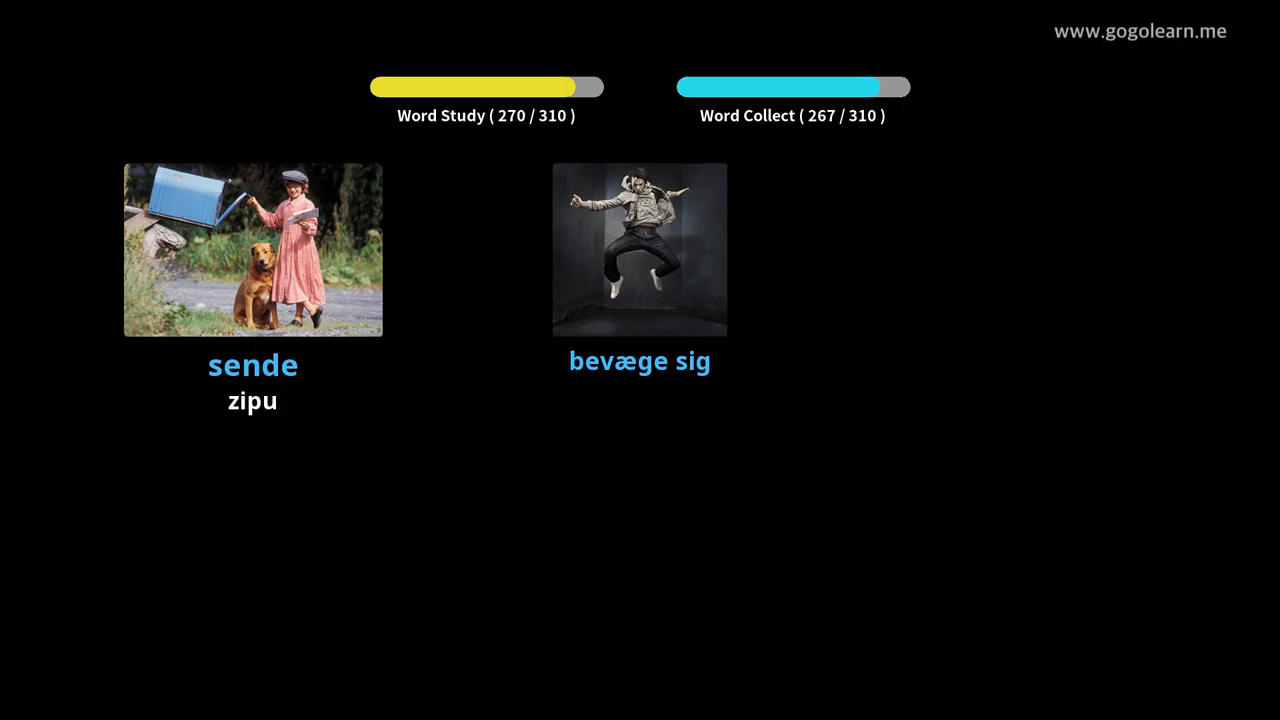 www.gogolearn.me
Word Study ( 270 / 310 )
Word Collect ( 267 / 310 )
sende
zipu
bevæge sig